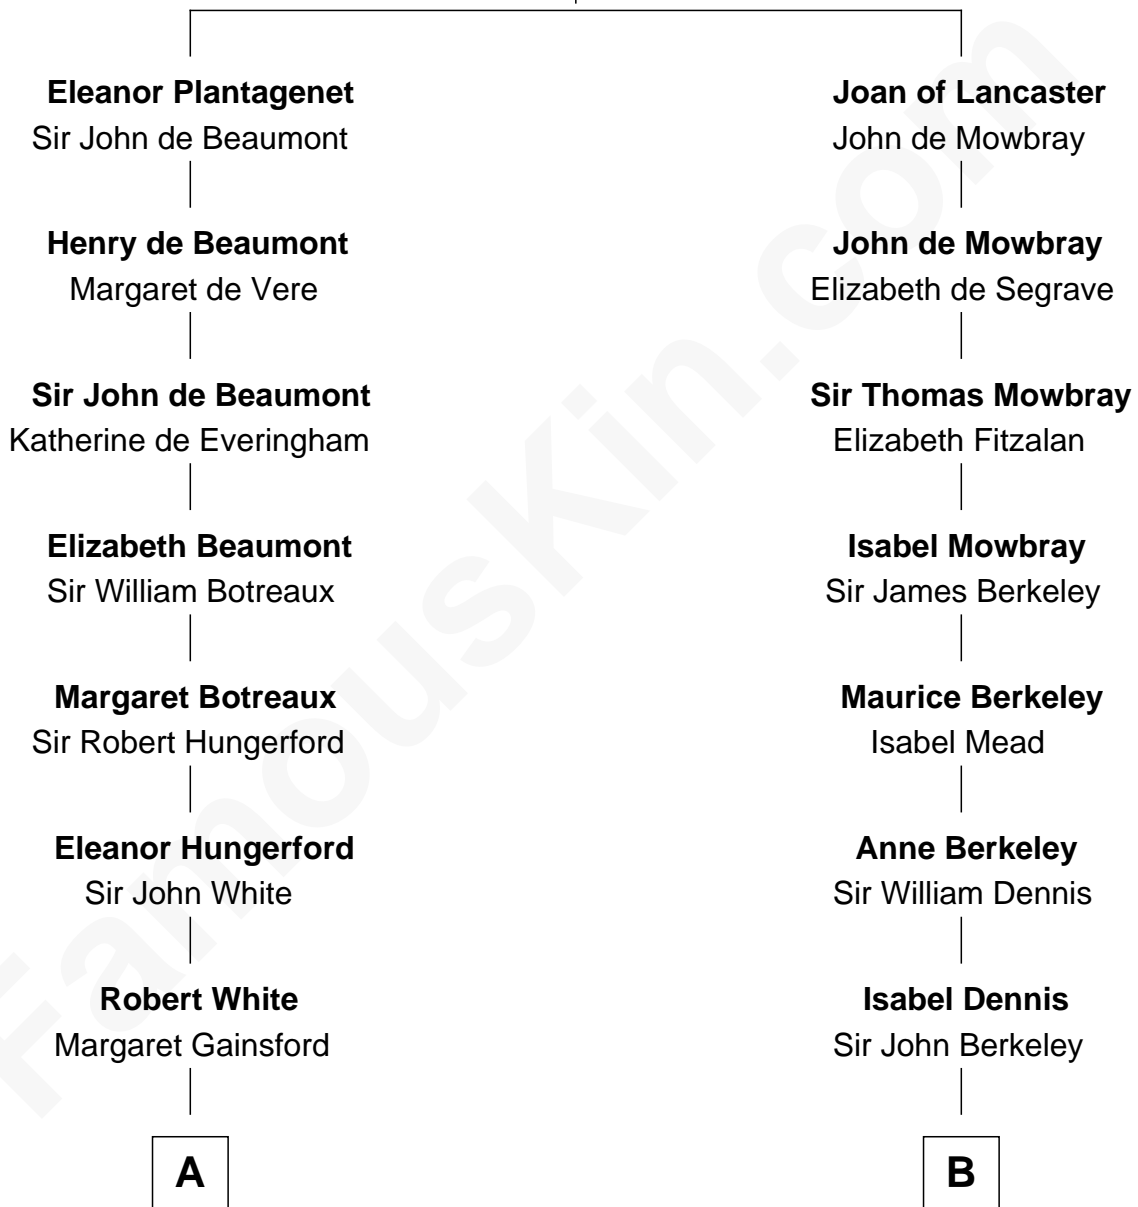 Eleanor Plantagenet
Sir John de Beaumont
Joan of Lancaster
John de Mowbray
Henry de Beaumont
Margaret de Vere
John de Mowbray
Elizabeth de Segrave
Sir John de Beaumont
Katherine de Everingham
Sir Thomas Mowbray
Elizabeth Fitzalan
Elizabeth Beaumont
Sir William Botreaux
Isabel Mowbray
Sir James Berkeley
Margaret Botreaux
Sir Robert Hungerford
Maurice Berkeley
Isabel Mead
Eleanor Hungerford
Sir John White
Anne Berkeley
Sir William Dennis
Robert White
Margaret Gainsford
Isabel Dennis
Sir John Berkeley
A
B
FamousKin.com